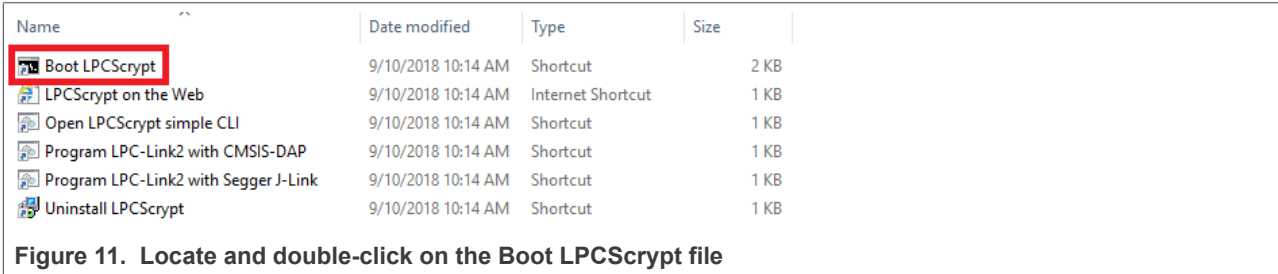 Name Date modified Type Size
Boot LPCScrypt 9/10/2018 10:14 AM Shortcut 2 KB
LPCScrypt on the Web 9/10/2018 10:14 AM Internet Shortcut 1 KB
Open LPCScrypt simple CLI 9/10/2018 10:14 AM Shortcut 1 KB
Program LPC-Link2 with CMSIS-DAP 9/10/2018 10:14 AM Shortcut 1 KB
Program LPC-Link2 with Segger J-Link 9/10/2018 10:14 AM Shortcut 1 KB
Uninstall LPCScrypt 9/10/2018 10:14 AM Shortcut 1 KB
Figure 11. Locate and double-click on the Boot LPCScrypt file